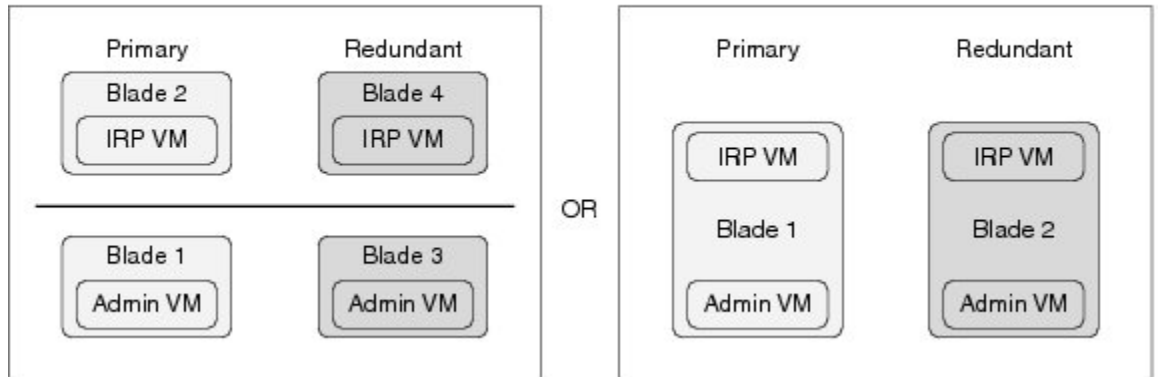 Primary Redundant
Blade 2 Blade 4
IRP VM IRP VM
Blade 1 Blade 3
Admin VM Admin VM
OR
Primary Redundant
IRP VM IRP VM
Blade 1 Blade 2
Admin VM Admin VM